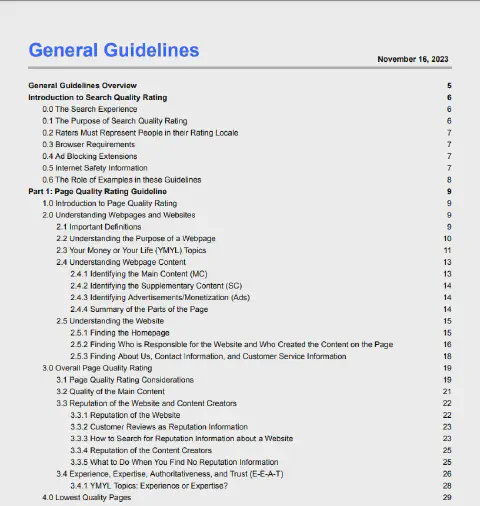 General Guidelines
November 16, 2023
General Guidelines Overview 5
Introduction to Search Quality Rating 6
0.0 The Search Experience 6
0.1 The Purpose of Search Quality Rating 6
0.2 Raters Must Represent People in their Rating Locale 7
0.3 Browser Requirements 7
0.4 Ad Blocking Extensions 7
0.5 Internet Safety Information 7
0.6 The Role of Examples in these Guidelines 8
Part 1: Page Quality Rating Guideline 9
1.0 Introduction to Page Quality Rating 9
2.0 Understanding Webpages and Websites 9
2.1 Important Definitions 9
2.2 Understanding the Purpose of a Webpage 10
2.3 Your Money or Your Life (YMYL) Topics 11
2.4 Understanding Webpage Content 13
2.4.1 Identifying the Main Content (MC) 13
2.4.2 Identifying the Supplementary Content (SC) 14
2.4.3 Identifying Advertisements/Monetization (Ads) 14
2.4.4 Summary of the Parts of the Page 14
2.5 Understanding the Website 15
2.5.1 Finding the Homepage 15
2.5.2 Finding Who is Responsible for the Website and Who Created the Content on the Page 16
2.5.3 Finding About Us, Contact Information, and Customer Service Information 18
3.0 Overall Page Quality Rating 19
3.1 Page Quality Rating Considerations 19
3.2 Quality of the Main Content 21
3.3 Reputation of the Website and Content Creators 22
3.3.1 Reputation of the Website 22
3.3.2 Customer Reviews as Reputation Information 23
3.3.3 How to Search for Reputation Information about a Website 23
3.3.4 Reputation of the Content Creators 25
3.3.5 What to Do When You Find No Reputation Information 25
3.4 Experience, Expertise, Authoritativeness, and Trust (E-E-A-T) 26
3.4.1 YMYL Topics: Experience or Expertise? 28
4.0 Lowest Quality Pages 29